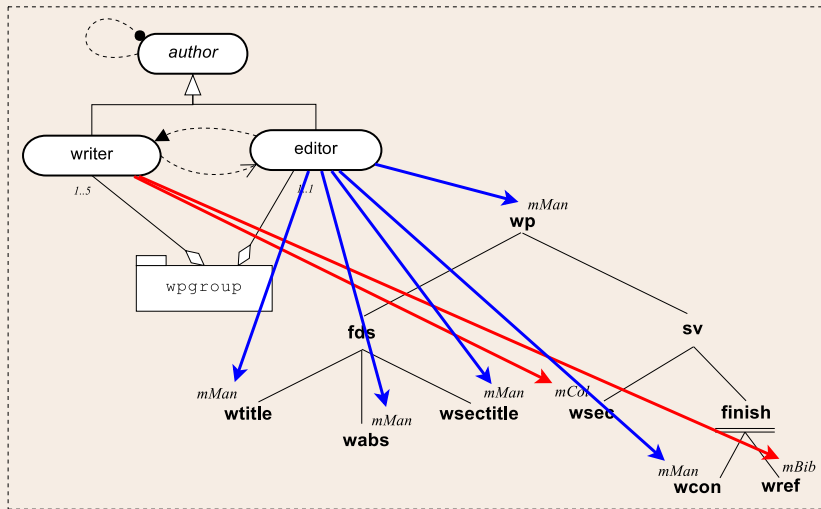 author
writer
editor
1..5
1..1
mMan
wp
wpgroup
fds
sv
mMan
mMan
mMan
mCol
wtitle
wabs
wsectitle
wsec
finish
mMan
mBib
wcon
wref